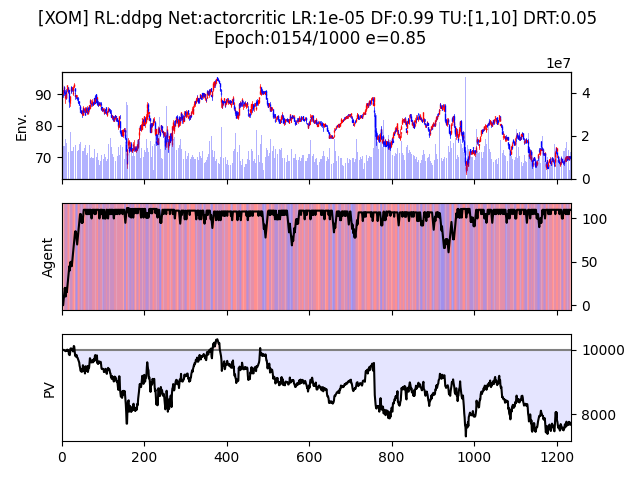 [XOM] RL:ddpg Net:actorcritic LR:1e-05 DF:0.99 TU:[1,10] DRT:0.05
Epoch:0154/1000 e=0.85
1e7
Env.
90
80
70
4
2
0
Agent
100
50
0
PV
10000
8000
0 200 400 600 800 1000 1200